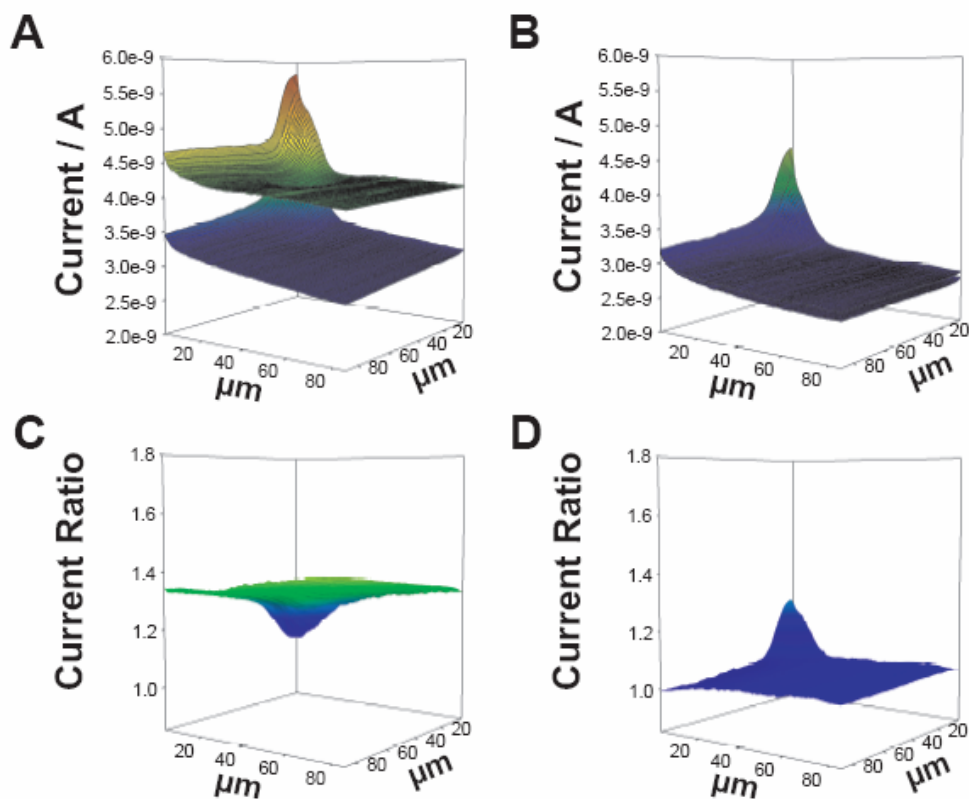 A
Current / A
6.0e-9
5.5e-9
5.0e-9
4.5e-9
4.0e-9
3.5e-9
3.0e-9
2.5e-9
2.0e-9
20
40
60
80
µm
80
60
40
20
µm
B
Current / A
6.0e-9
5.5e-9
5.0e-9
4.5e-9
4.0e-9
3.5e-9
3.0e-9
2.5e-9
2.0e-9
20
40
60
80
µm
80
60
40
20
µm
C
Current Ratio
1.8
1.6
1.4
1.2
1.0
20
40
60
80
µm
80
60
40
20
µm
D
Current Ratio
1.8
1.6
1.4
1.2
1.0
20
40
60
80
µm
80
60
40
20
µm